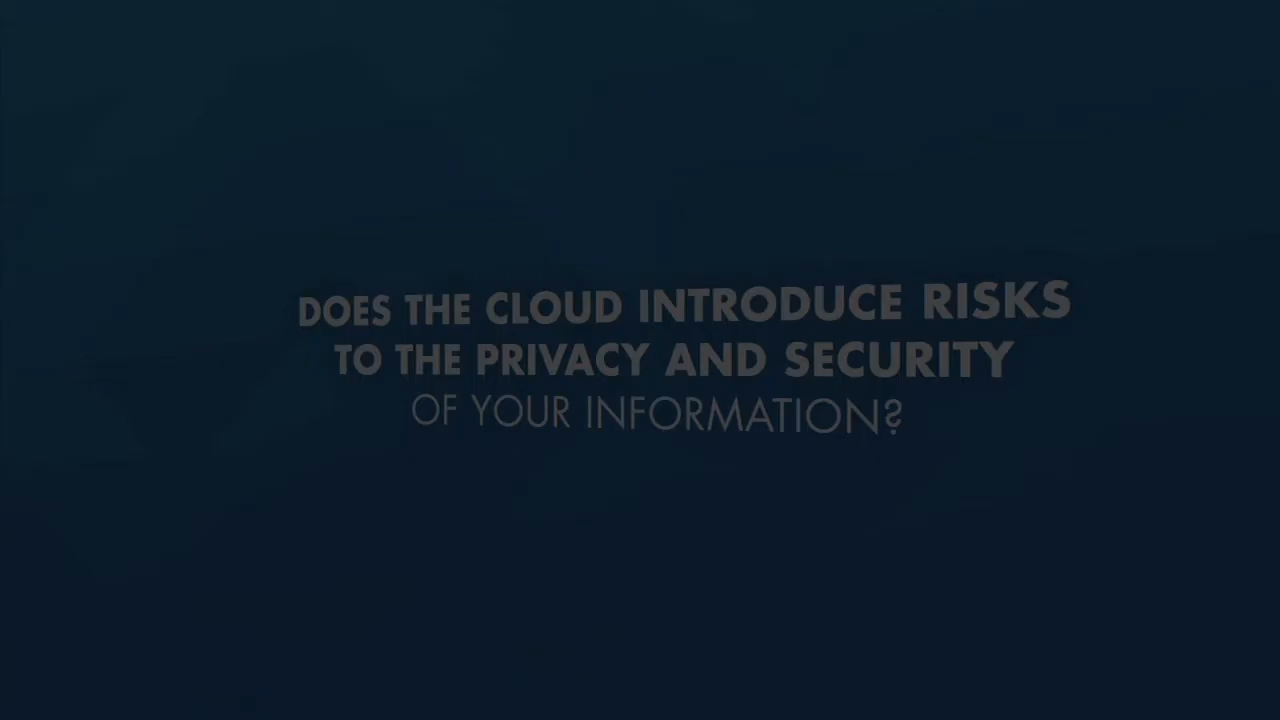 DOES THE CLOUD INTRODUCE RISKS
TO THE PRIVACY AND SECURITY
OF YOUR INFORMATION?